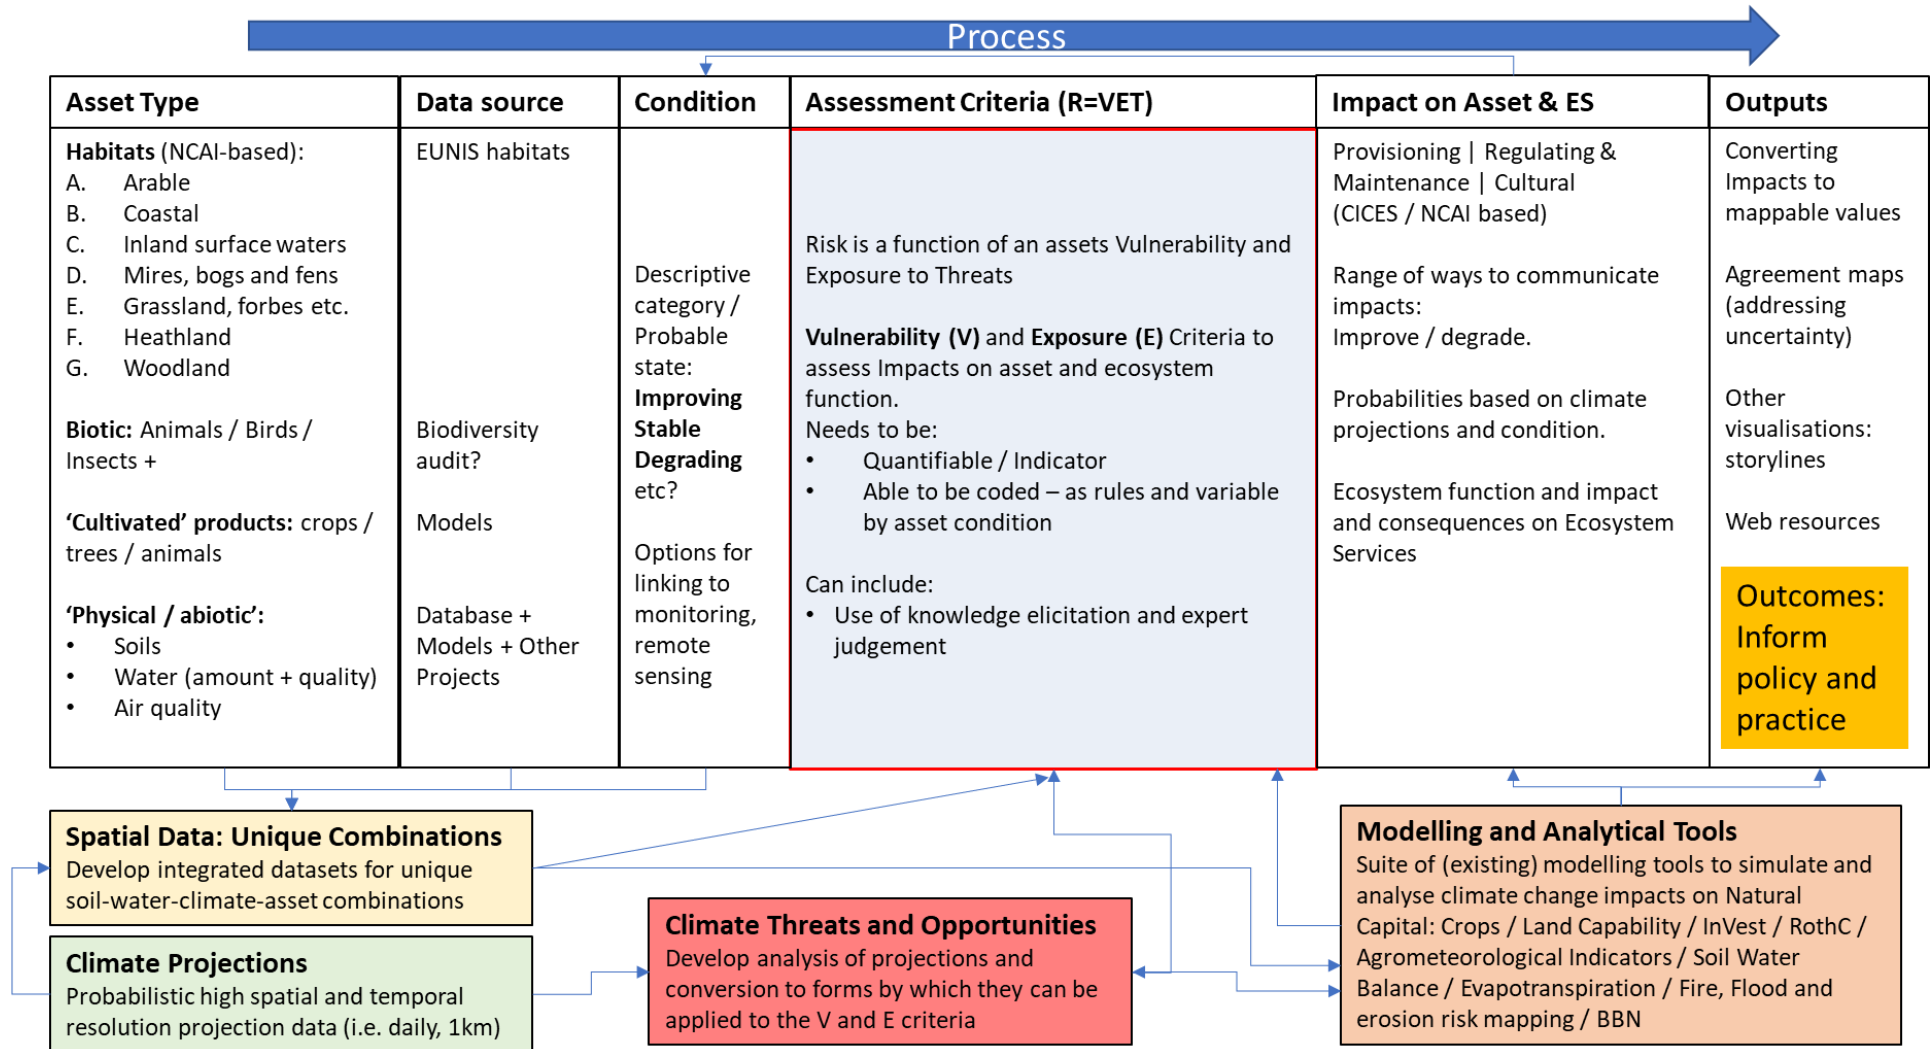 Process
Asset Type
Habitats (NCAI-based):
A. Arable
B. Coastal
C. Inland surface waters
D. Mires, bogs and fens
E. Grassland, forbes etc.
F. Heathland
G. Woodland
Biotic: Animals / Birds /
Insects +
‘Cultivated’ products: crops /
trees / animals
‘Physical / abiotic’:
• Soils
• Water (amount + quality)
• Air quality
Data source
EUNIS habitats
Biodiversity
audit?
Models
Database +
Models + Other
Projects
Condition
Descriptive
category /
Probable
state:
Improving
Stable
Degrading
etc?
Options for
linking to
monitoring,
remote
sensing
Assessment Criteria (R=VET)
Risk is a function of an assets Vulnerability and
Exposure to Threats
Vulnerability (V) and Exposure (E) Criteria to
assess Impacts on asset and ecosystem
function.
Needs to be:
• Quantifiable / Indicator
• Able to be coded – as rules and variable
by asset condition
Can include:
• Use of knowledge elicitation and expert
judgement
Impact on Asset & ES
Provisioning | Regulating &
Maintenance | Cultural
(CICES / NCAI based)
Range of ways to communicate
impacts:
Improve / degrade.
Probabilities based on climate
projections and condition.
Ecosystem function and impact
and consequences on Ecosystem
Services
Outputs
Converting
Impacts to
mappable values
Agreement maps
(addressing
uncertainty)
Other
visualisations:
storylines
Web resources
Outcomes:
Inform
policy and
practice
Spatial Data: Unique Combinations
Develop integrated datasets for unique
soil-water-climate-asset combinations
Climate Projections
Probabilistic high spatial and temporal
resolution projection data (i.e. daily, 1km)
Climate Threats and Opportunities
Develop analysis of projections and
conversion to forms by which they can be
applied to the V and E criteria
Modelling and Analytical Tools
Suite of (existing) modelling tools to simulate and
analyse climate change impacts on Natural
Capital: Crops / Land Capability / InVest / RothC /
Agrometeorological Indicators / Soil Water
Balance / Evapotranspiration / Fire, Flood and
erosion risk mapping / BBN